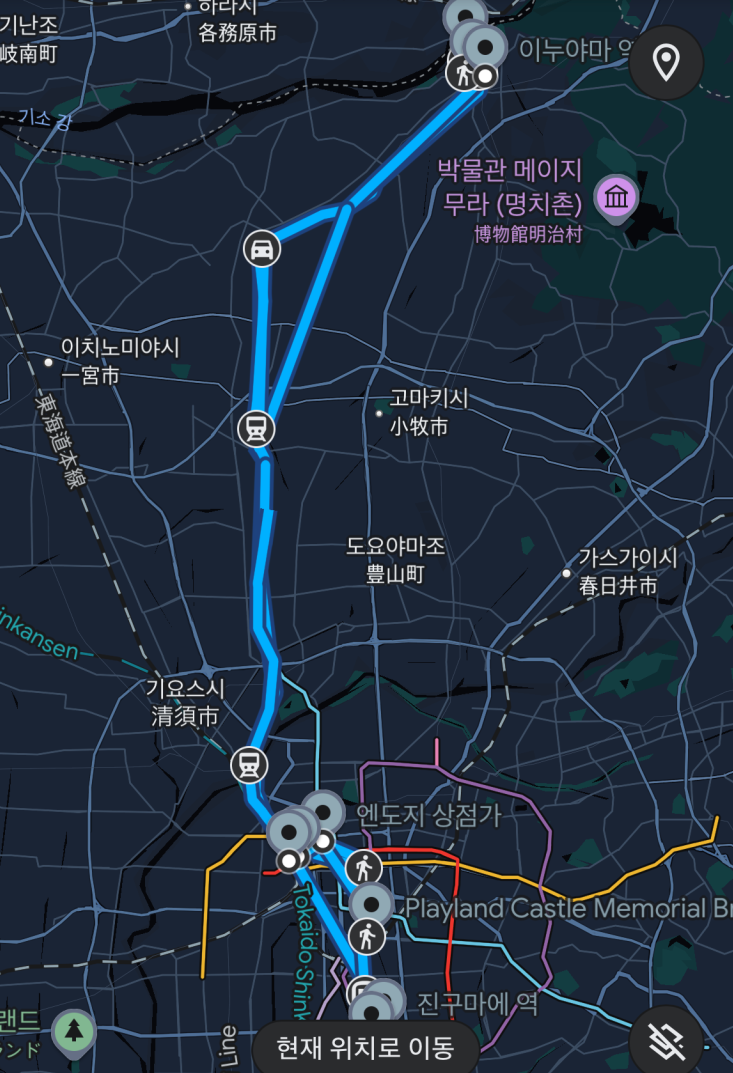 하라시
各務原市
기난조
岐南町
이누야마 역
기소 강
박물관 메이지
무라 (명치촌)
博物館明治村
이치노미야시
一宮市
고마키시
小牧市
東海道本線
도요야마조
豊山町
가스가이시
春日井市
inkansen
기요스시
清須市
엔도지 상점가
Playland Castle Memorial Br
Tokaido-Shink
진구마에 역
랜드
ンド
Line
현재 위치로 이동